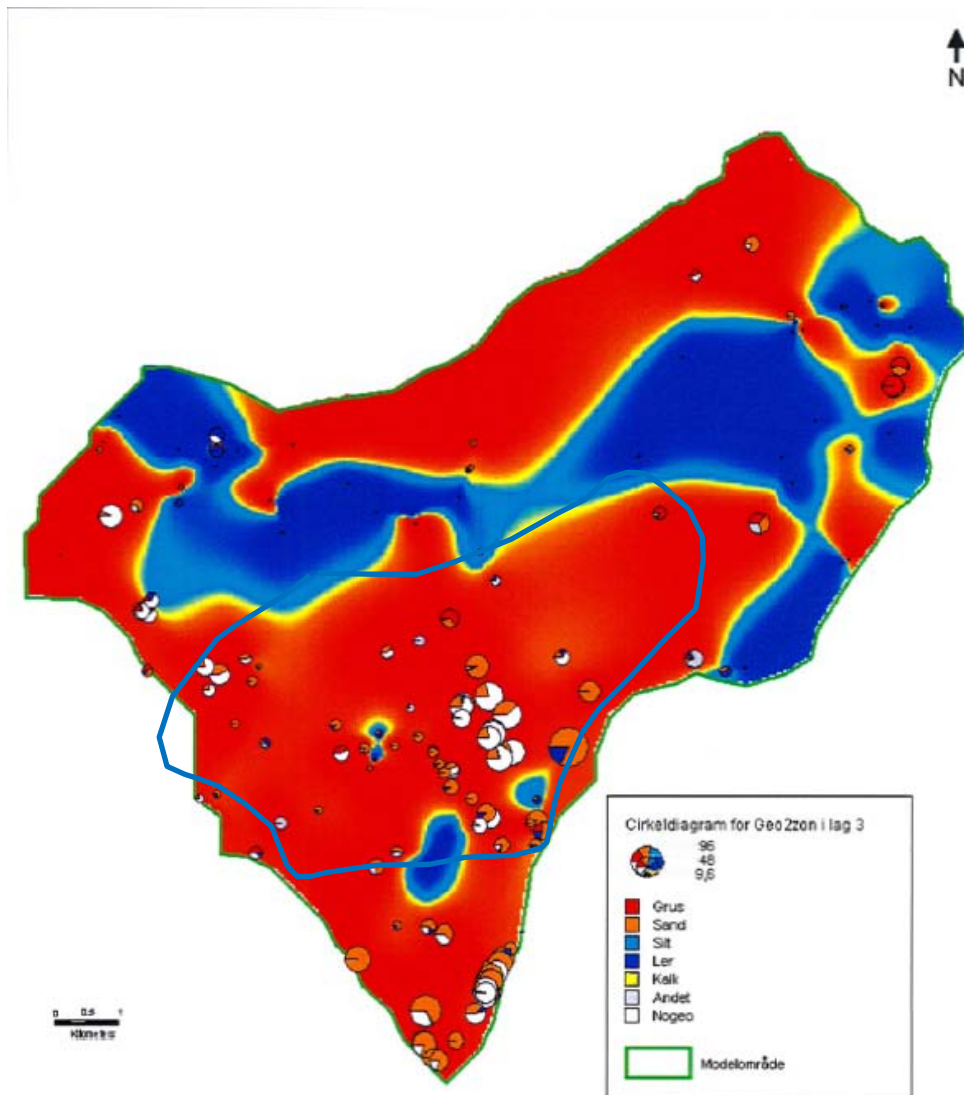 N
Cirkeldiagram for Geo2zon i lag 3
96
48
9,6
Grus
Sand
Silt
Ler
Kalk
Andet
Nogeo
Modelområde
0 0.5 1
Kilometer